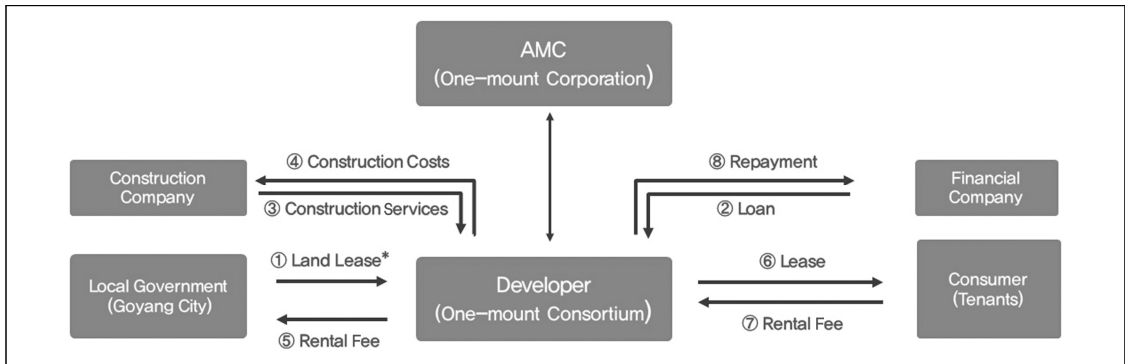 AMC
(One-mount Corporation)
④ Construction Costs
⑧ Repayment
Construction
Company
Financial
Company
③ Construction Services
② Loan
① Land Lease*
⑥ Lease
Local Government
(Goyang City)
Developer
(One-mount Consortium)
Consumer
(Tenants)
⑤ Rental Fee
⑦ Rental Fee